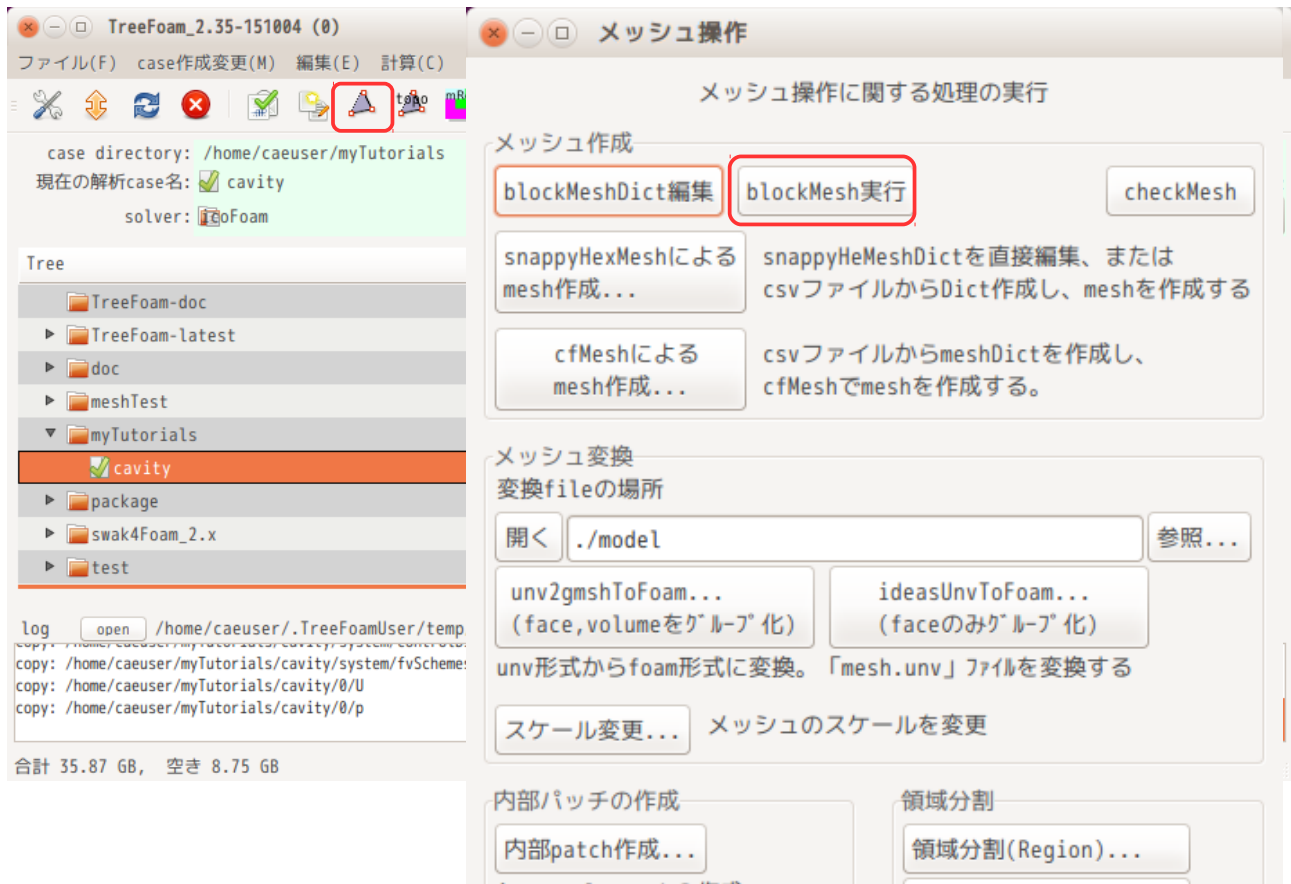 TreeFoam_2.35-151004 (0)
ファイル(F) case作成変更(M) 編集(E) 計算(C)
topo
case directory: /home/caeuser/myTutorials
現在の解析case名: cavity
solver: icoFoam
Tree
TreeFoam-doc
TreeFoam-latest
doc
meshTest
myTutorials
cavity
package
swak4Foam_2.x
test
log open /home/caeuser/.TreeFoamUser/temp
copy: /home/caeuser/myTutorials/cavity/system/controlD
copy: /home/caeuser/myTutorials/cavity/system/fvSchemes
copy: /home/caeuser/myTutorials/cavity/0/U
copy: /home/caeuser/myTutorials/cavity/0/p
合計 35.87 GB, 空き 8.75 GB
メッシュ操作
メッシュ操作に関する処理の実行
メッシュ作成
blockMeshDict編集 blockMesh実行 checkMesh
snappyHexMeshによる
mesh作成...
snappyHeMeshDictを直接編集、または
csvファイルからDict作成し、meshを作成する
cfMeshによる
mesh作成...
csvファイルからmeshDictを作成し、
cfMeshでmeshを作成する。
メッシュ変換
変換fileの場所
開く ./model 参照...
unv2gmshToFoam...
(face,volumeをｸﾞﾙｰﾌﾟ化)
ideasUnvToFoam...
(faceのみｸﾞﾙｰﾌﾟ化)
unv形式からfoam形式に変換。「mesh.unv」ﾌｧｲﾙを変換する
スケール変更... メッシュのスケールを変更
内部パッチの作成
内部patch作成...
領域分割
領域分割(Region)...